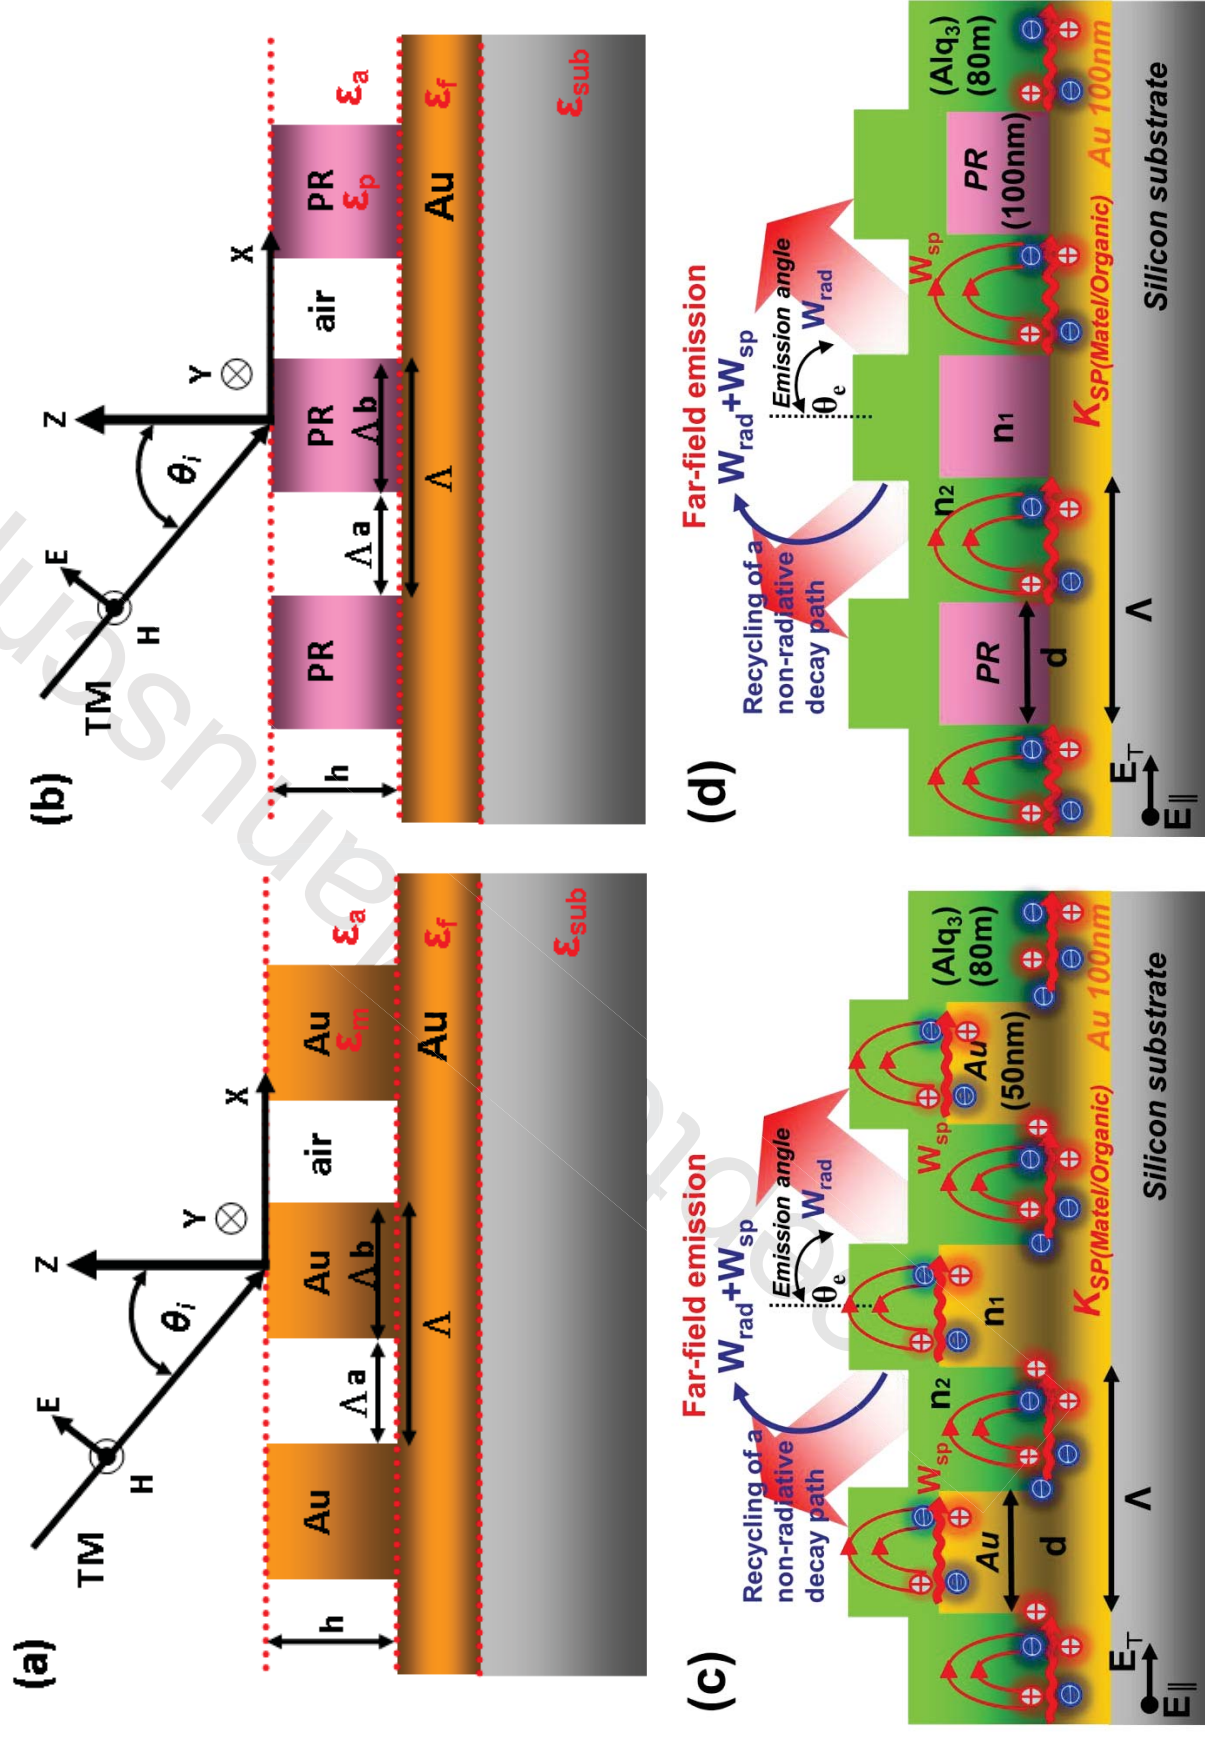 (a)
TM
E
H
θi
Z
Y
X
h
Au
Au
air
Au
εm
εa
Λa
Λb
Λ
Au
εf
εsub
(b)
TM
E
H
θi
Z
Y
X
h
PR
PR
air
PR
εp
εa
Λa
Λb
Λ
Au
εf
εsub
(c)
Far-field emission
Wrad+Wsp
Recycling of a
non-radiative
decay path
Emission angle
θe
Wrad
Wsp
Wsp
n2
(Alq3)
(80m)
Au
d
n1
Au
(50nm)
Λ
KSP(Matel/Organic)
Au 100nm
E⊤
E||
Silicon substrate
(d)
Far-field emission
Wrad+Wsp
Recycling of a
non-radiative
decay path
Emission angle
θe
Wrad
Wsp
n2
(Alq3)
(80m)
PR
d
n1
PR
(100nm)
Λ
KSP(Matel/Organic)
Au 100nm
E⊤
E||
Silicon substrate